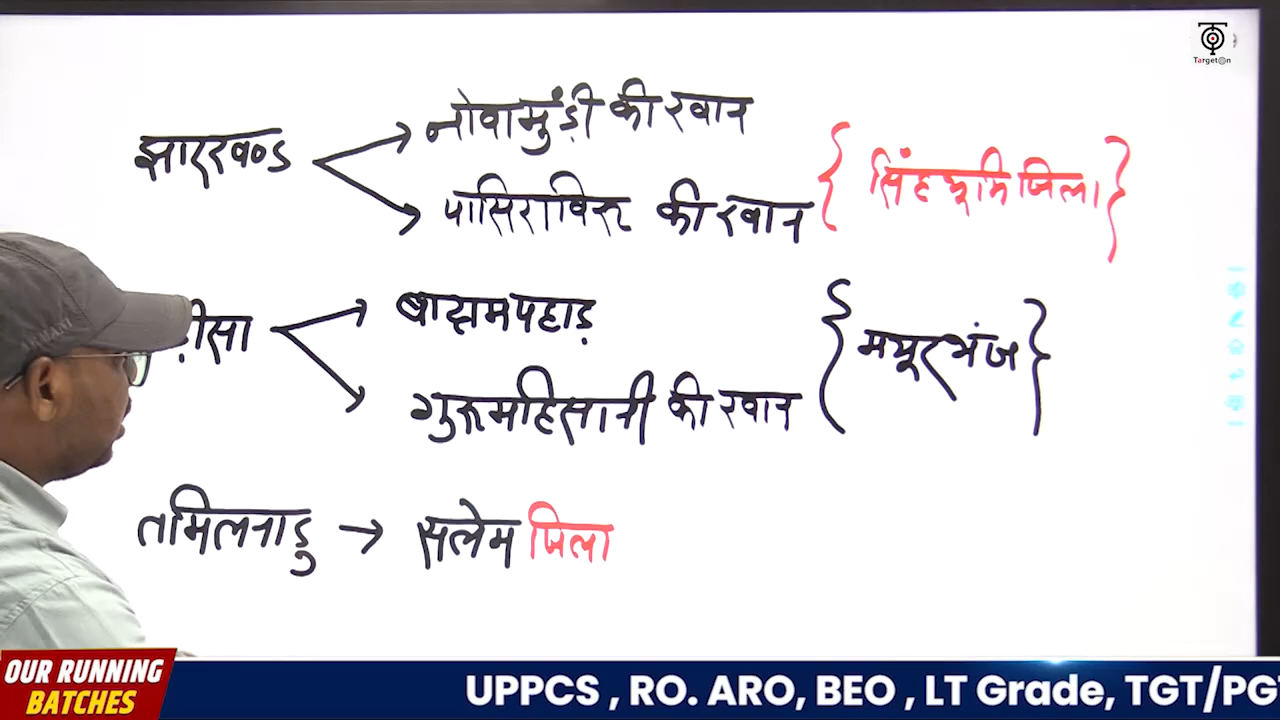 TargetOn
नोवामुंड़ी की खान
झारखण्ड
पासिराविरू की खान
सिंहभूमि जिला
ड़ीसा
बादामपहाड़
मयूरभंज
गुरूमहिसानी की खान
तमिलनाडु → सलेम जिला
OUR RUNNING
BATCHES
UPPCS , RO. ARO, BEO , LT Grade, TGT/PGT